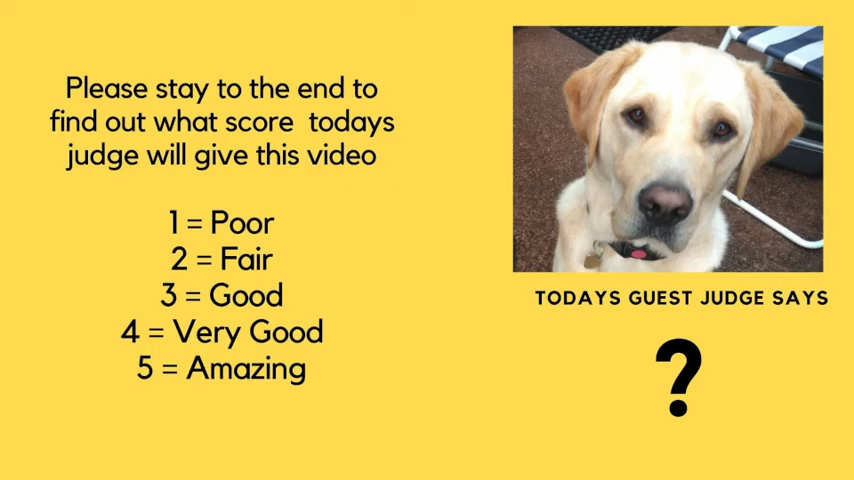 Please stay to the end to
find out what score todays
judge will give this video
1 = Poor
2 = Fair
3 = Good
4 = Very Good
5 = Amazing
TODAYS GUEST JUDGE SAYS
?